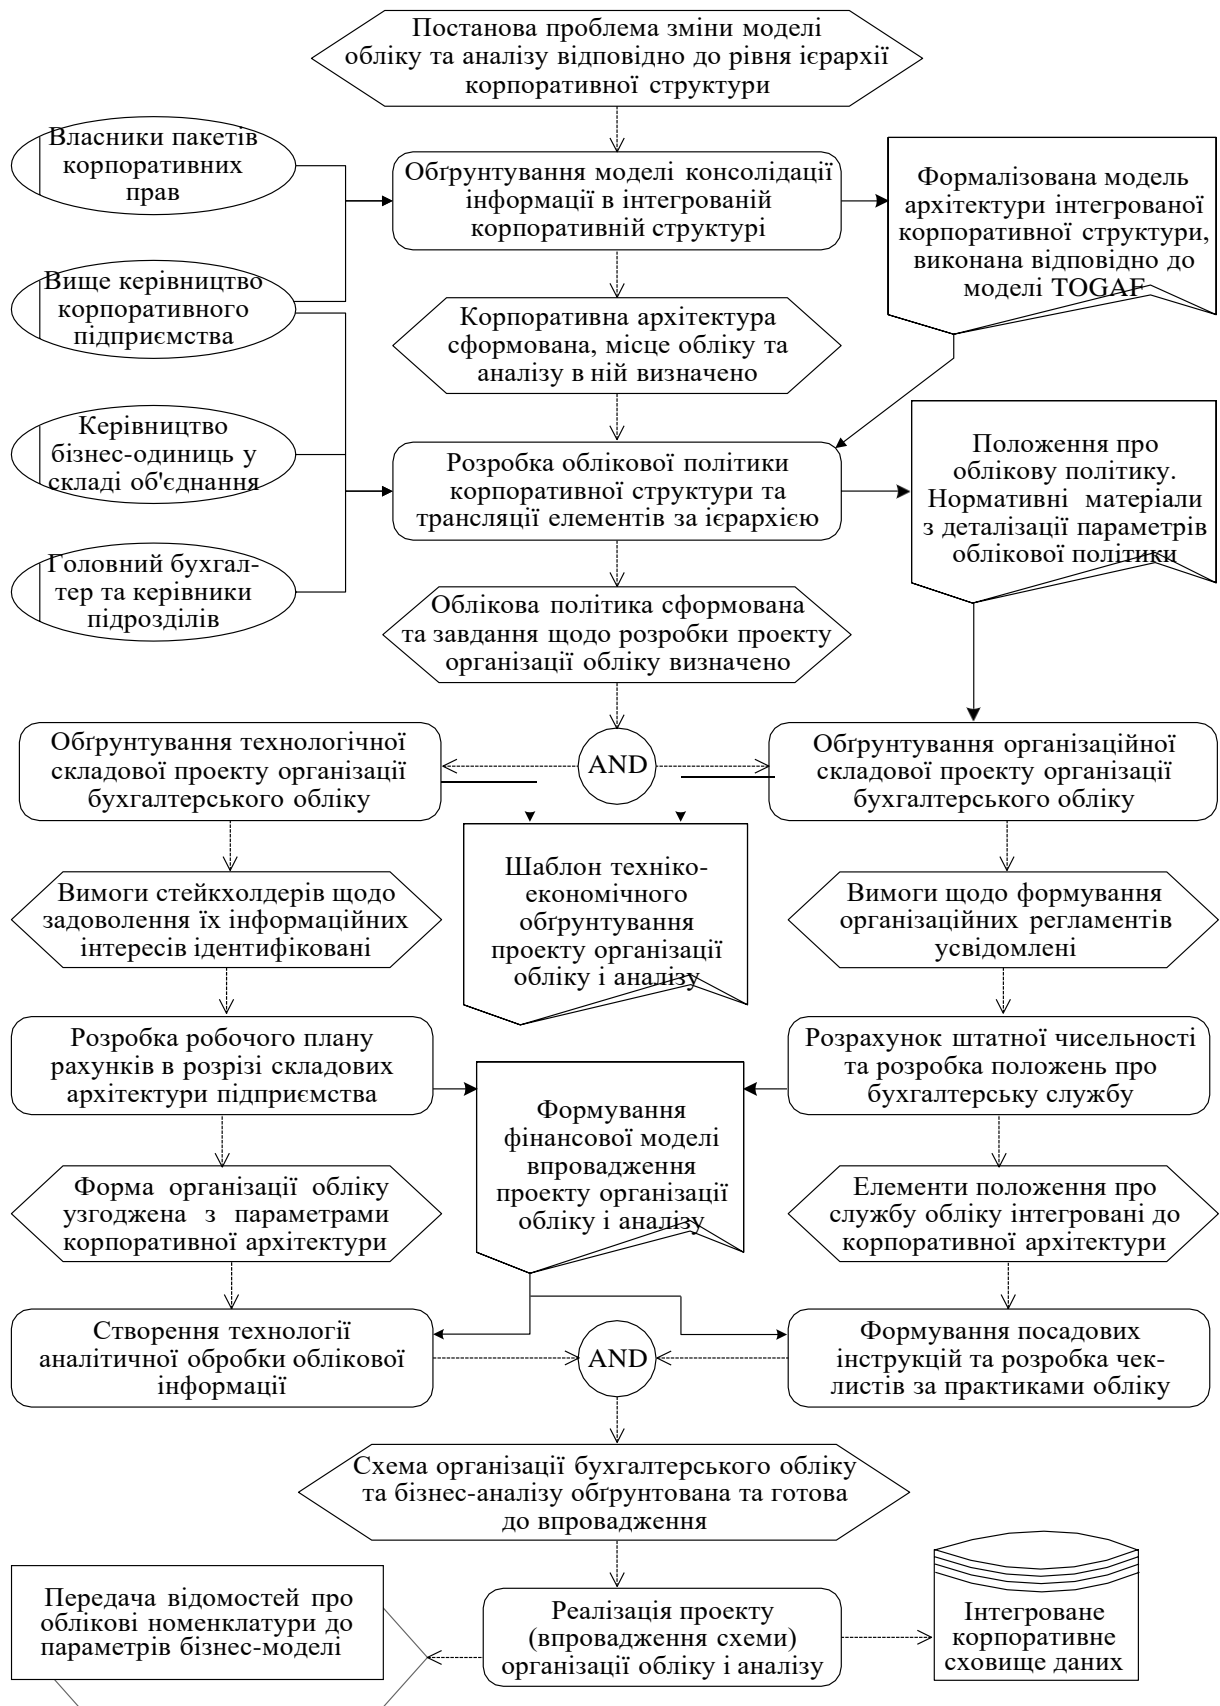 Постанова проблема зміни моделі
обліку та аналізу відповідно до рівня ієрархії
корпоративної структури
Власники пакетів
корпоративних
прав
Обґрунтування моделі консолідації
інформації в інтегрованій
корпоративній структурі
Формалізована модель
архітектури інтегрованої
корпоративної структури,
виконана відповідно до
моделі TOGAF
Вище керівництво
корпоративного
підприємства
Корпоративна архітектура
сформована, місце обліку та
аналізу в ній визначено
Керівництво
бізнес-одиниць у
складі об'єднання
Розробка облікової політики
корпоративної структури та
трансляції елементів за ієрархією
Положення про
облікову політику.
Нормативні матеріали
з деталізації параметрів
облікової політики
Головний бухгал-
тер та керівники
підрозділів
Облікова політика сформована
та завдання щодо розробки проекту
організації обліку визначено
Обґрунтування технологічної
складової проекту організації
бухгалтерського обліку
AND
Обґрунтування організаційної
складової проекту організації
бухгалтерського обліку
Шаблон техніко-
економічного
обґрунтування
проекту організації
обліку і аналізу
Вимоги стейкхолдерів щодо
задоволення їх інформаційних
інтересів ідентифіковані
Вимоги щодо формування
організаційних регламентів
усвідомлені
Розробка робочого плану
рахунків в розрізі складових
архітектури підприємства
Формування
фінансової моделі
впровадження
проекту організації
обліку і аналізу
Розрахунок штатної чисельності
та розробка положень про
бухгалтерську службу
Форма організації обліку
узгоджена з параметрами
корпоративної архітектури
Елементи положення про
службу обліку інтегровані до
корпоративної архітектури
Створення технології
аналітичної обробки облікової
інформації
AND
Формування посадових
інструкцій та розробка чек-
листів за практиками обліку
Схема організації бухгалтерського обліку
та бізнес-аналізу обґрунтована та готова
до впровадження
Передача відомостей про
облікові номенклатури до
параметрів бізнес-моделі
Реалізація проекту
(впровадження схеми)
організації обліку і аналізу
Інтегроване
корпоративне
сховище даних